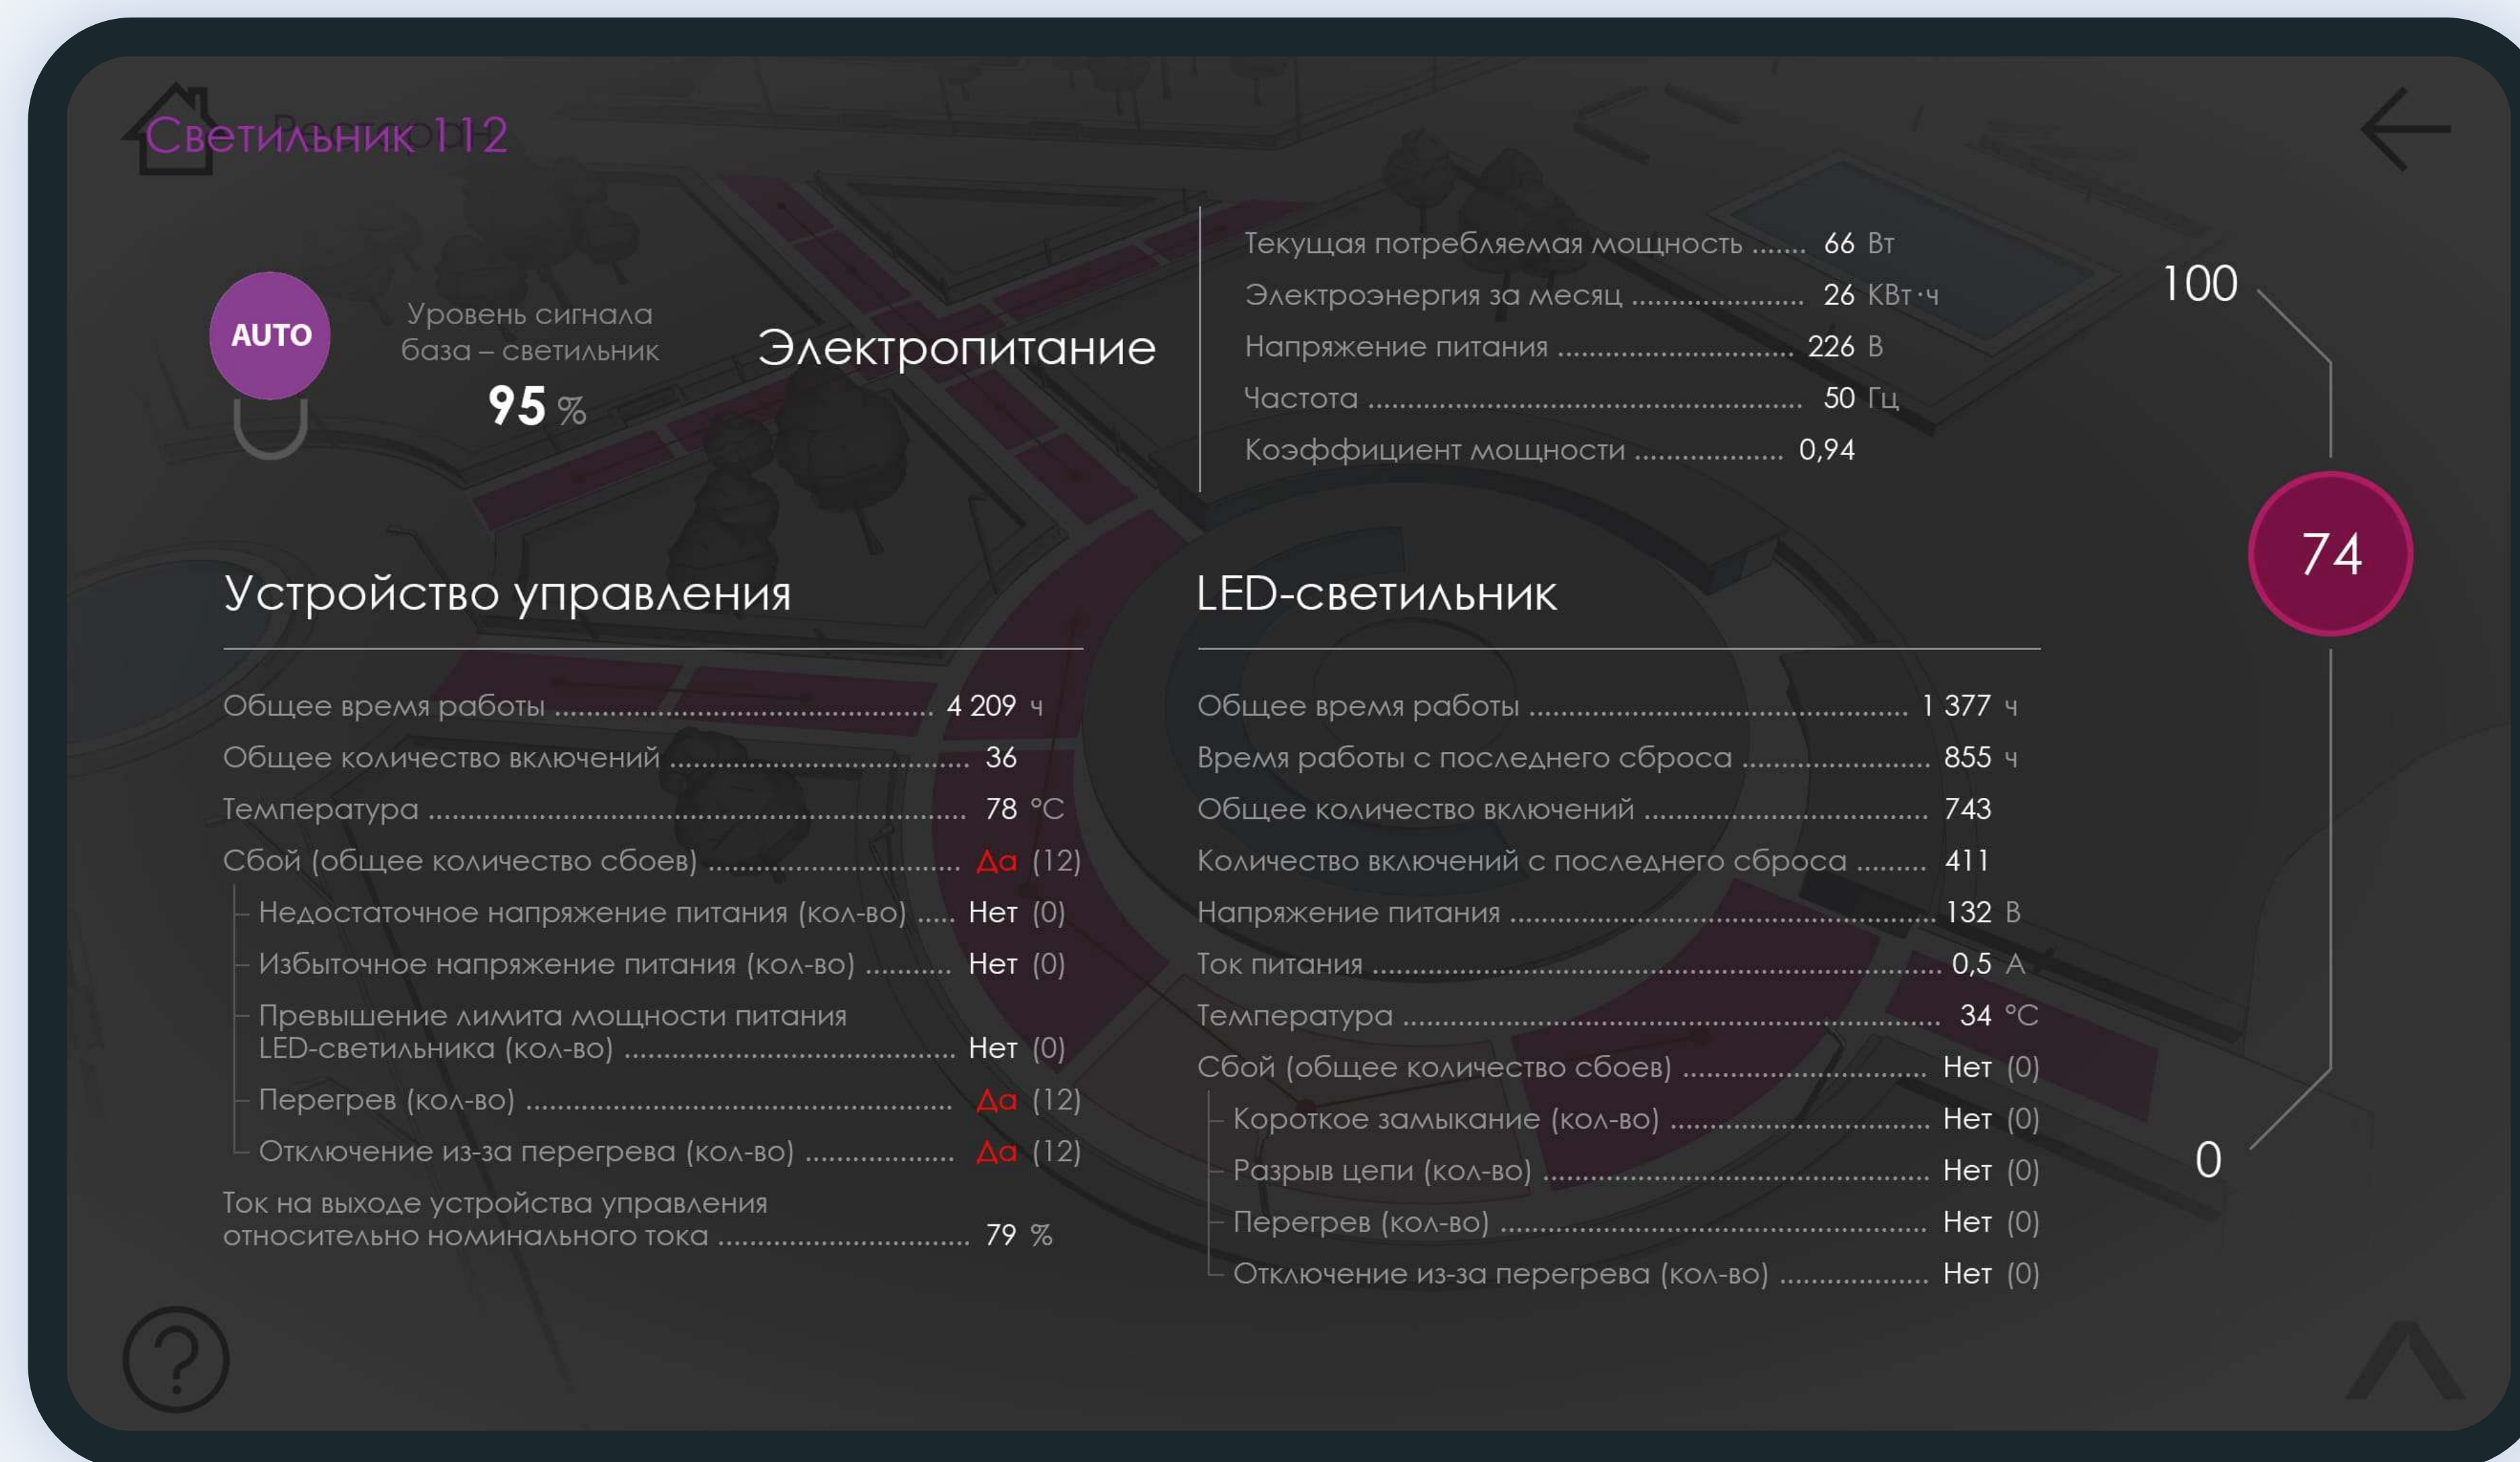 Светильник 112
Ресторан
AUTO
Уровень сигнала
база – светильник
95 %
Электропитание
Текущая потребляемая мощность ....... 66 Вт
Электроэнергия за месяц ...................... 26 КВт·ч
Напряжение питания .............................. 226 В
Частота ....................................................... 50 Гц
Коэффициент мощности ................... 0,94
100
74
0
Устройство управления
Общее время работы ................................................ 4 209 ч
Общее количество включений ...................................... 36
Температура .................................................................... 78 °C
Сбой (общее количество сбоев) ................................ Да (12)
Недостаточное напряжение питания (кол-во) ..... Нет (0)
Избыточное напряжение питания (кол-во) ........... Нет (0)
Превышение лимита мощности питания
LED-светильника (кол-во) .......................................... Нет (0)
Перегрев (кол-во) ...................................................... Да (12)
Отключение из-за перегрева (кол-во) ................... Да (12)
Ток на выходе устройства управления
относительно номинального тока ................................ 79 %
LED-светильник
Общее время работы ................................................ 1 377 ч
Время работы с последнего сброса ........................ 855 ч
Общее количество включений .................................... 743
Количество включений с последнего сброса ......... 411
Напряжение питания ...................................................... 132 В
Ток питания ........................................................................ 0,5 А
Температура .................................................................... 34 °C
Сбой (общее количество сбоев) ............................... Нет (0)
Короткое замыкание (кол-во) ................................. Нет (0)
Разрыв цепи (кол-во) ................................................. Нет (0)
Перегрев (кол-во) ...................................................... Нет (0)
Отключение из-за перегрева (кол-во) ................... Нет (0)
?